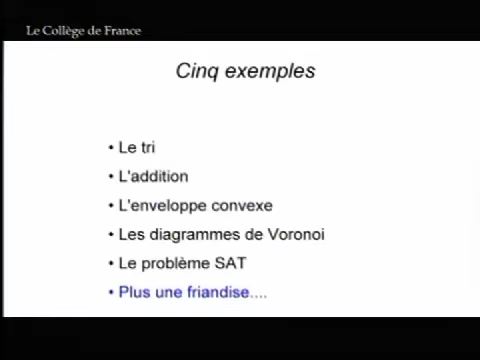 Le Collège de France
Cinq exemples
• Le tri
• L'addition
• L'enveloppe convexe
• Les diagrammes de Voronoi
• Le problème SAT
• Plus une friandise....